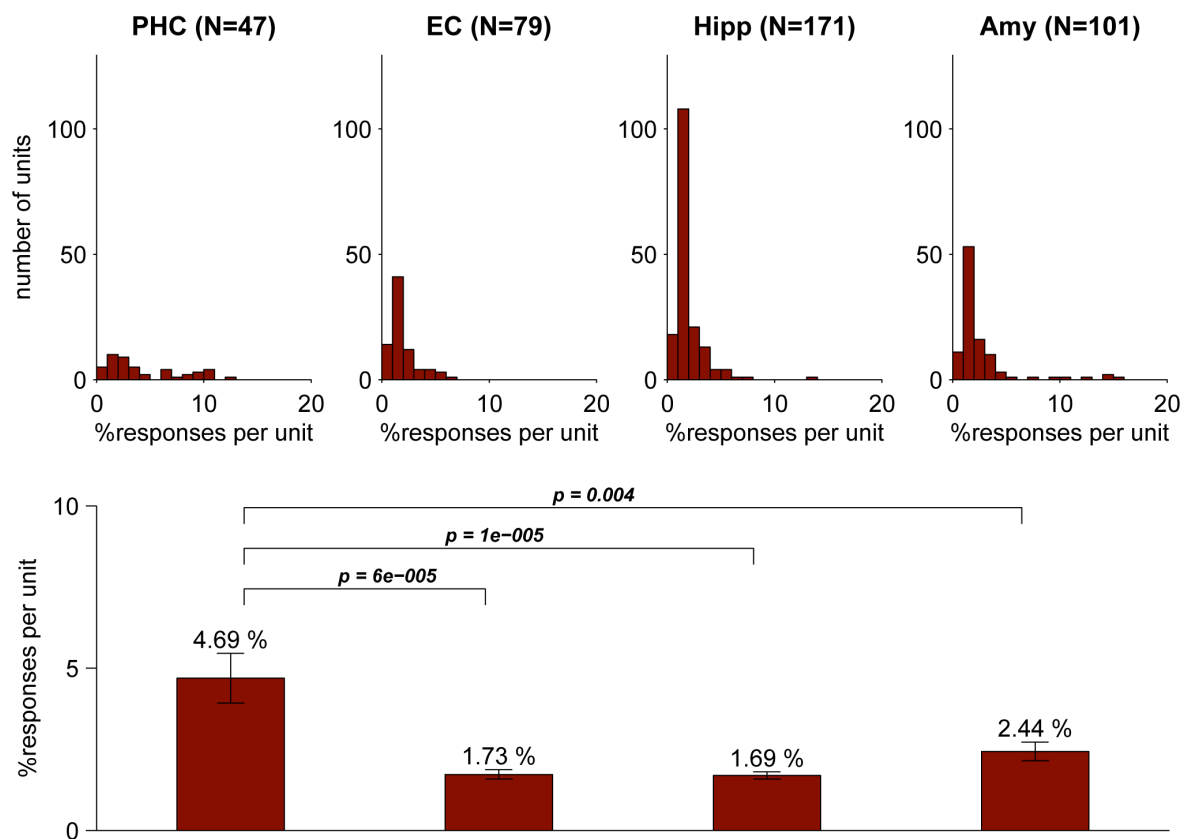 PHC (N=47) EC (N=79) Hipp (N=171) Amy (N=101)
number of units
100 100 100 100
50 50 50 50
0 0 0 0
0 10 20 0 10 20 0 10 20 0 10 20
%responses per unit %responses per unit %responses per unit %responses per unit
%responses per unit
10
p = 0.004
p = 1e−005
p = 6e−005
4.69 %
5
2.44 %
1.73 % 1.69 %
0